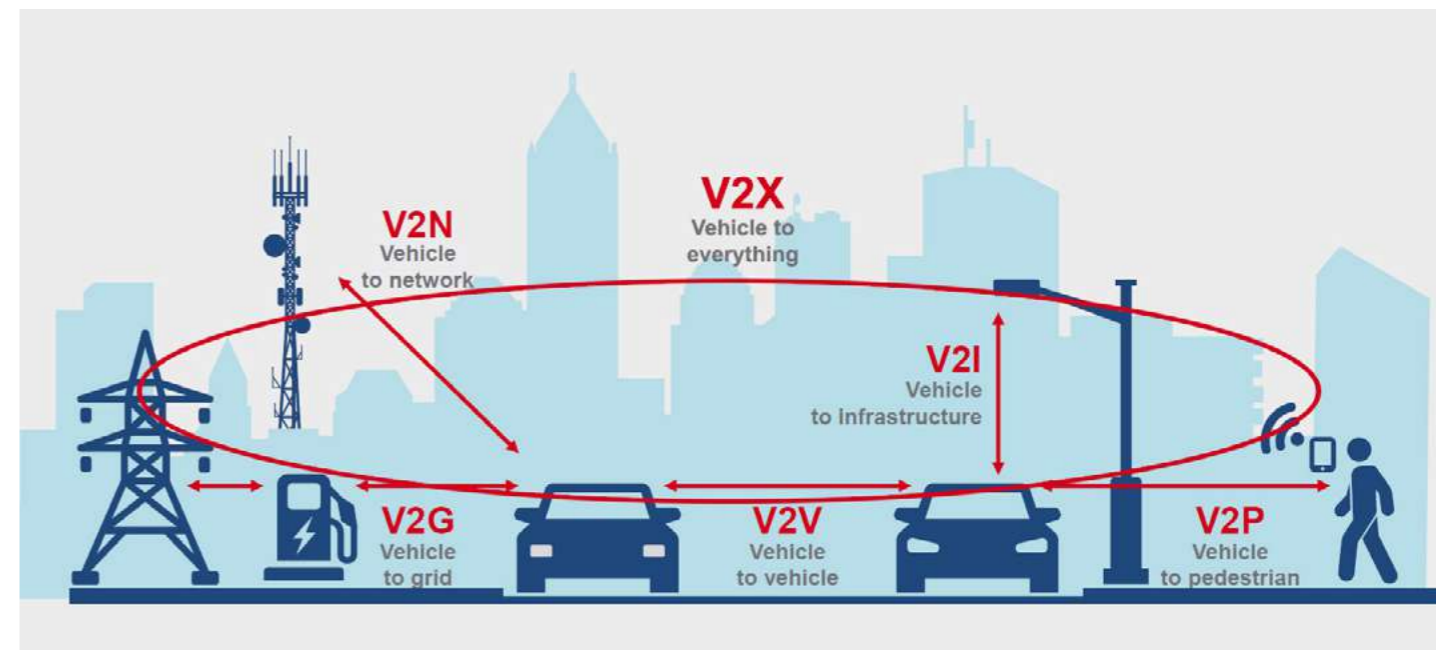 V2X
Vehicle to
everything
V2N
Vehicle
to network
V2I
Vehicle
to infrastructure
V2G
Vehicle
to grid
V2V
Vehicle
to vehicle
V2P
Vehicle
to pedestrian